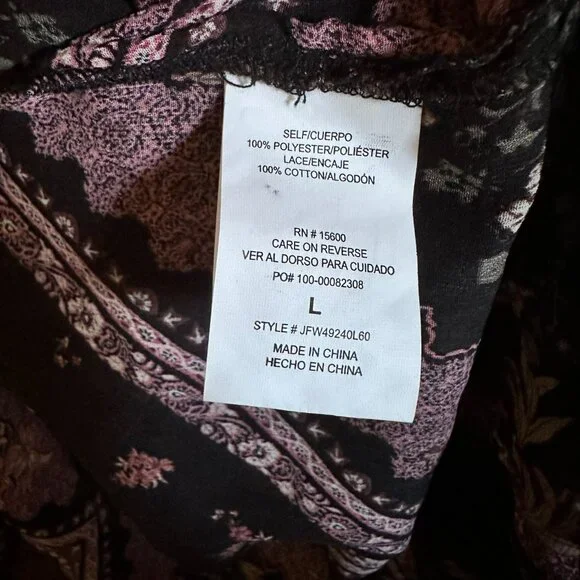 SELF/CUERPO
100% POLYESTER/POLIÉSTER
LACE/ENCAJE
100% COTTON/ALGODÓN
RN # 15600
CARE ON REVERSE
VER AL DORSO PARA CUIDADO
PO# 100-00082308
L
STYLE # JFW49240L60
MADE IN CHINA
HECHO EN CHINA